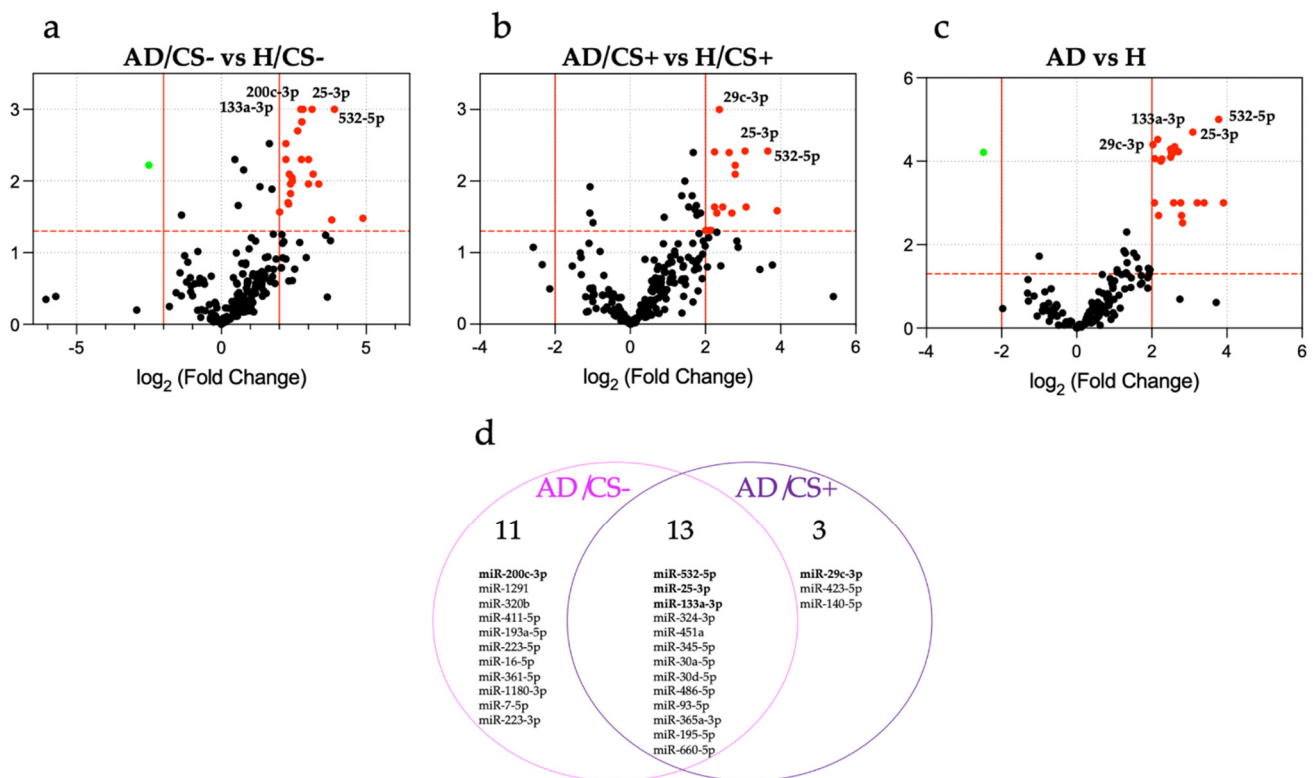 a
AD/CS- vs H/CS-
200c-3p
25-3p
133a-3p
532-5p
3
2
1
0
-5
0
5
log2 (Fold Change)
b
AD/CS+ vs H/CS+
29c-3p
25-3p
532-5p
3
2
1
0
-4
-2
0
2
4
6
log2 (Fold Change)
c
AD vs H
133a-3p
532-5p
29c-3p
25-3p
6
4
2
0
-4
-2
0
2
4
6
log2 (Fold Change)
d
AD/CS-
11
miR-200c-3p
miR-1291
miR-320b
miR-411-5p
miR-193a-5p
miR-223-5p
miR-16-5p
miR-361-5p
miR-1180-3p
miR-7-5p
miR-223-3p
13
miR-532-5p
miR-25-3p
miR-133a-3p
miR-324-3p
miR-451a
miR-345-5p
miR-30a-5p
miR-30d-5p
miR-486-5p
miR-93-5p
miR-365a-3p
miR-195-5p
miR-660-5p
AD/CS+
3
miR-29c-3p
miR-423-5p
miR-140-5p